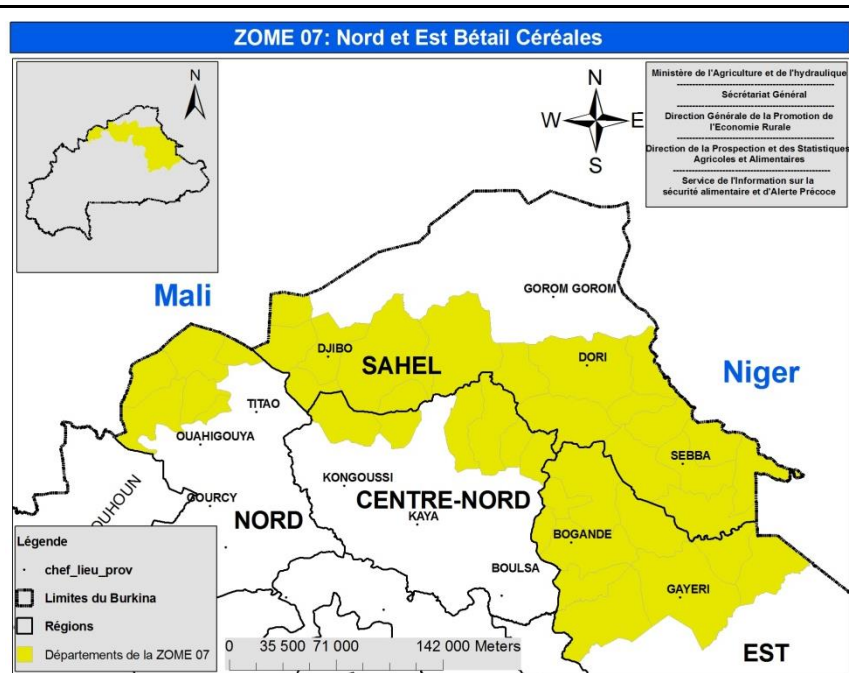 ZOME 07: Nord et Est Bétail Céréales
N
N
W E
S
Ministère de l'Agriculture et de l'hydraulique
Sécrétariat Général
Direction Générale de la Promotion de
l'Economie Rurale
Direction de la Prospection et des Statistiques
Agricoles et Alimentaires
Service de l'Information sur la
sécurité alimentaire et d'Alerte Précoce
Mali
GOROM GOROM
DJIBO
SAHEL
DORI
Niger
TITAO
OUAHIGOUYA
SEBBA
KONGOUSSI
CENTRE-NORD
GOURCY
OUHOUN
NORD
KAYA
BOGANDE
BOULSA
GAYERI
EST
Légende
chef_lieu_prov
Limites du Burkina
Régions
Départements de la ZOME 07
0 35 500 71 000 142 000 Meters